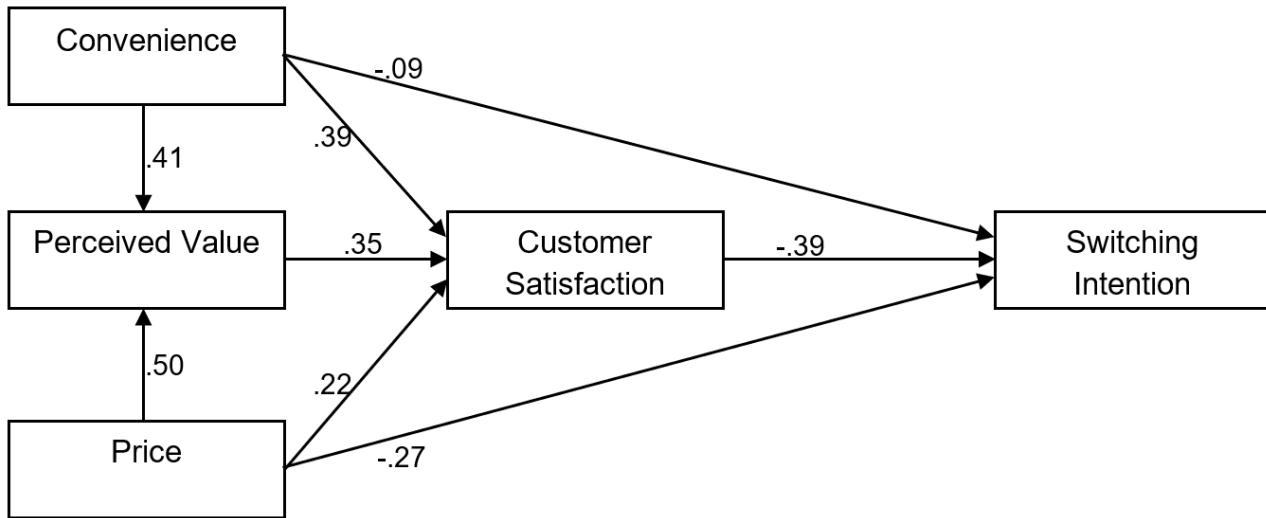 Convenience
-.09
.39
.41
Perceived Value
.35
Customer
Satisfaction
-.39
Switching
Intention
.50
.22
Price
-.27